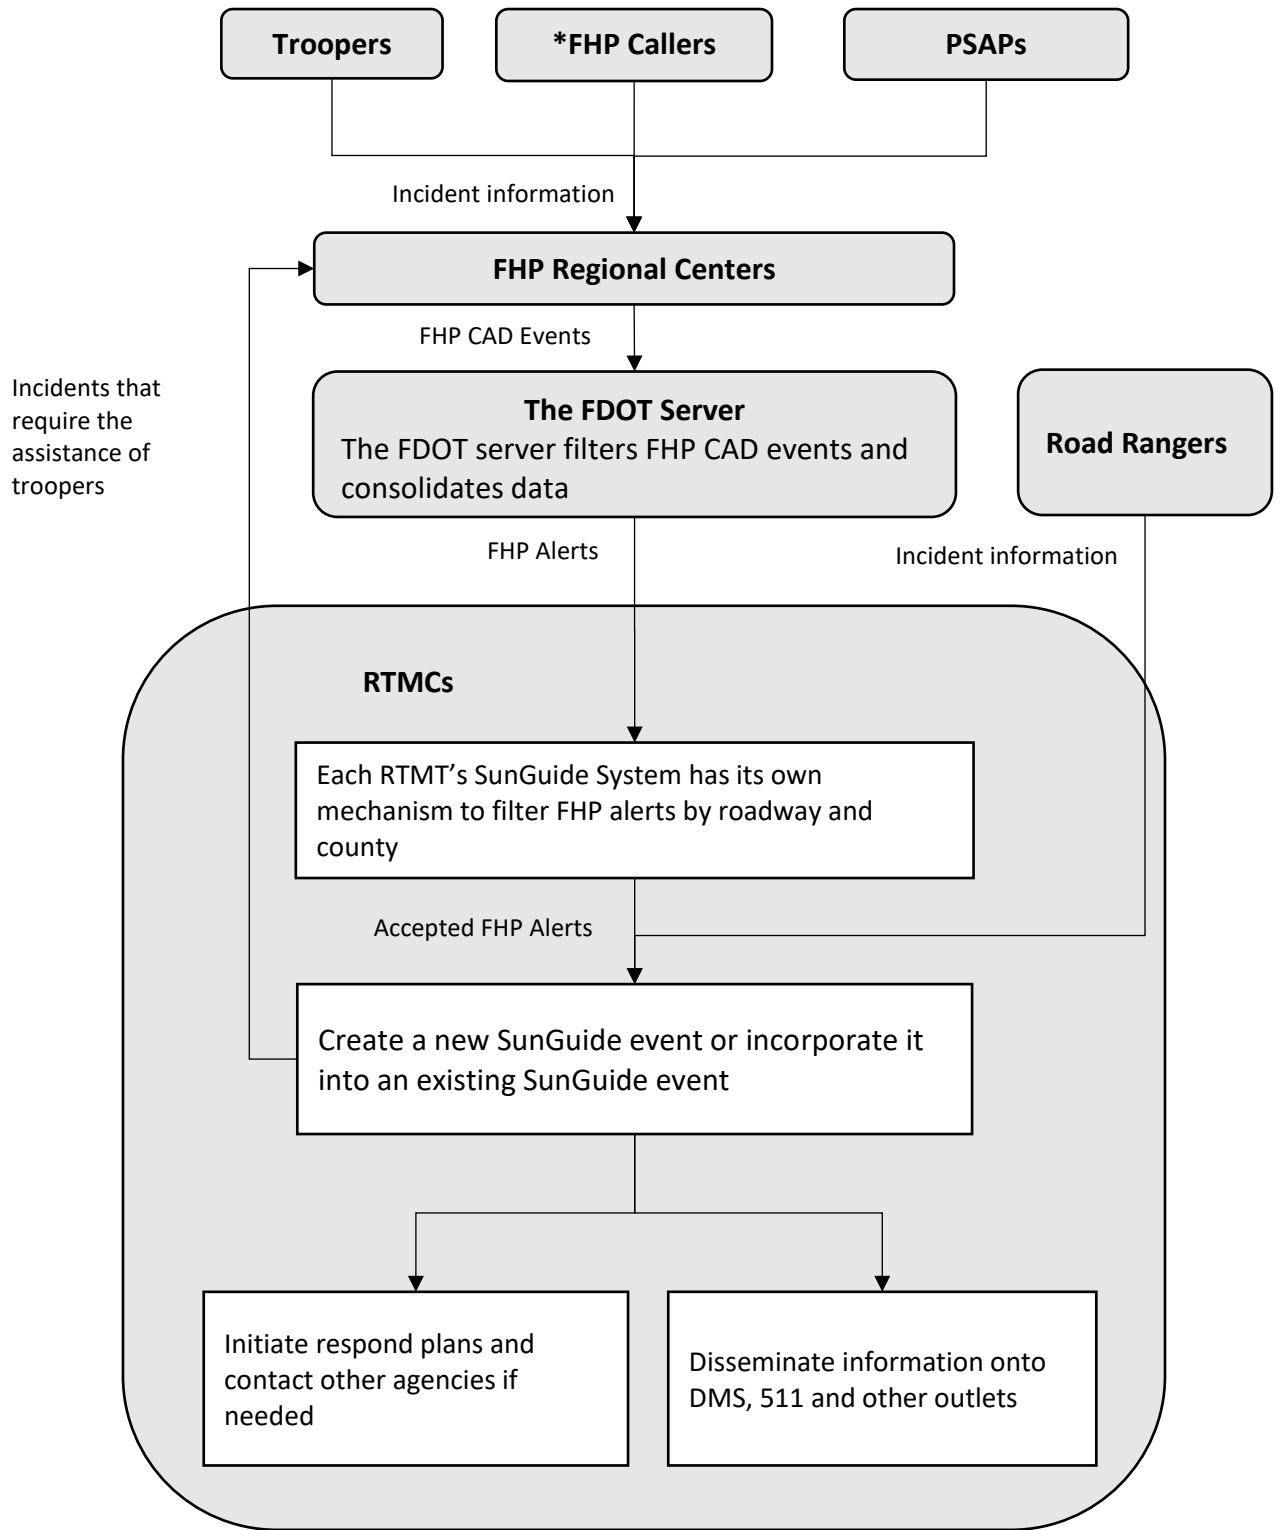 Troopers
*FHP Callers
PSAPs
Incident information
FHP Regional Centers
FHP CAD Events
Incidents that
require the
assistance of
troopers
The FDOT Server
The FDOT server filters FHP CAD events and
consolidates data
Road Rangers
FHP Alerts
Incident information
RTMCs
Each RTMT’s SunGuide System has its own
mechanism to filter FHP alerts by roadway and
county
Accepted FHP Alerts
Create a new SunGuide event or incorporate it
into an existing SunGuide event
Initiate respond plans and
contact other agencies if
needed
Disseminate information onto
DMS, 511 and other outlets